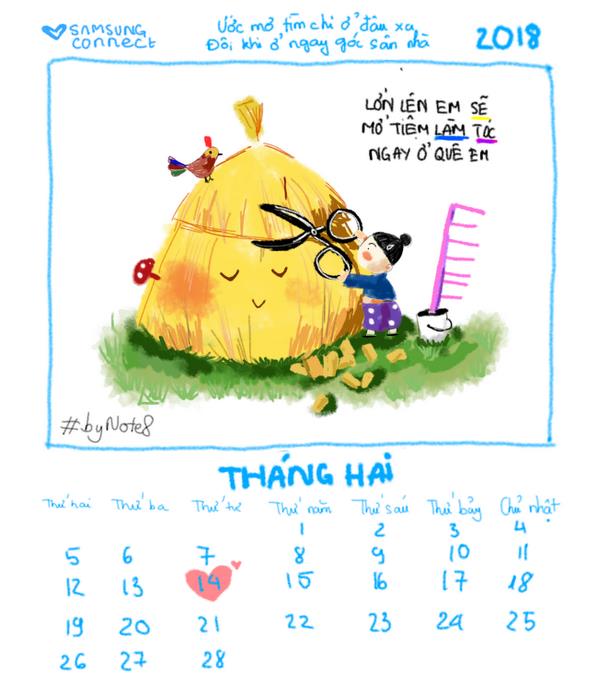 SAMSUNG
connect
Ước mơ tìm chi ở đâu xa
Đôi khi ở ngay góc sân nhà
2018
LỚN LÊN EM SẼ
MỞ TIỆM LÀM TÓC
NGAY Ở QUÊ EM
#.byNote8
THÁNG HAI
Thứ hai Thứ ba Thứ tư Thứ năm Thứ sáu Thứ bảy Chủ nhật
1 2 3 4
5 6 7 8 9 10 11
12 13 14 15 16 17 18
19 20 21 22 23 24 25
26 27 28